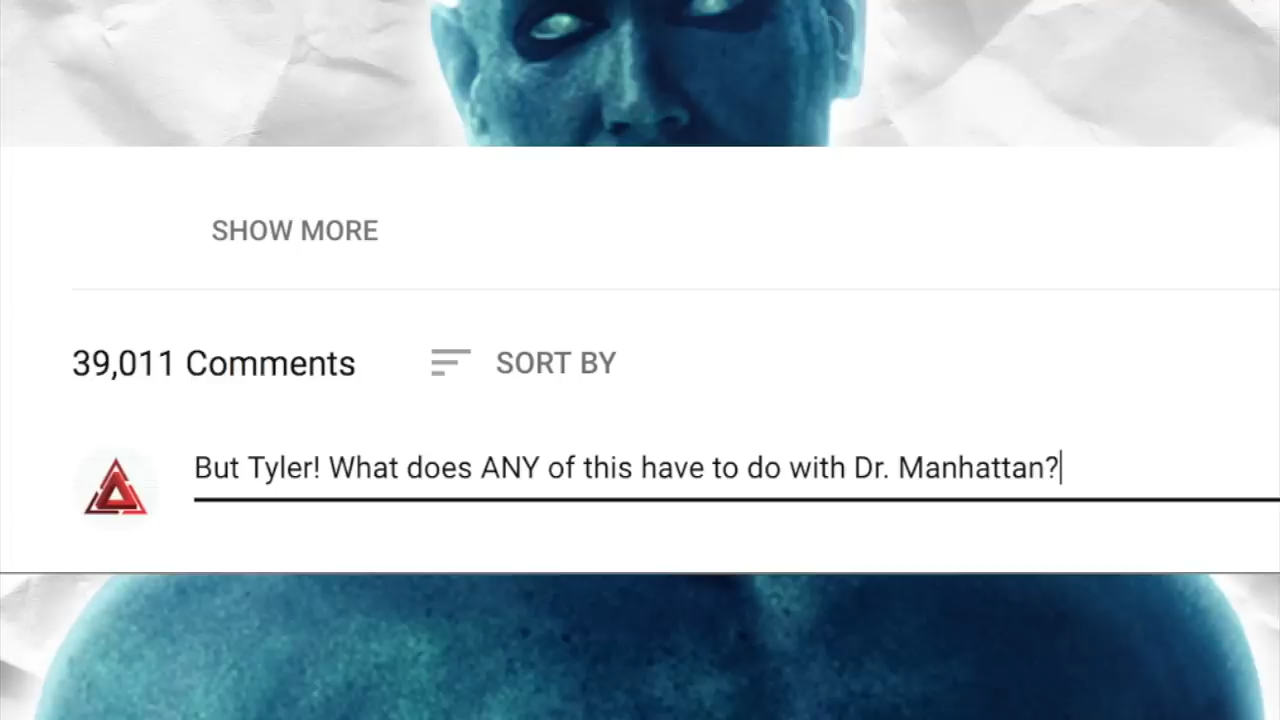 SHOW MORE
39,011 Comments
SORT BY
But Tyler! What does ANY of this have to do with Dr. Manhattan?